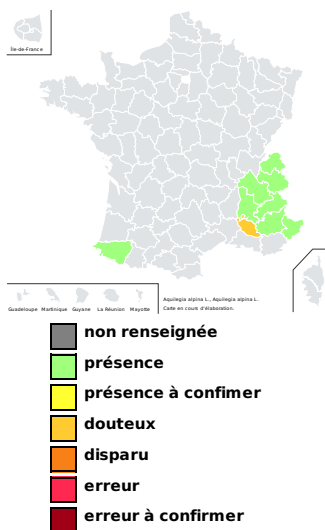 Île-de-France
Guadeloupe Martinique Guyane La Réunion Mayotte
Aquilegia alpina L., Aquilegia alpina L.
Carte en cours d'élaboration.
non renseignée
présence
présence à confimer
douteux
disparu
erreur
erreur à confirmer